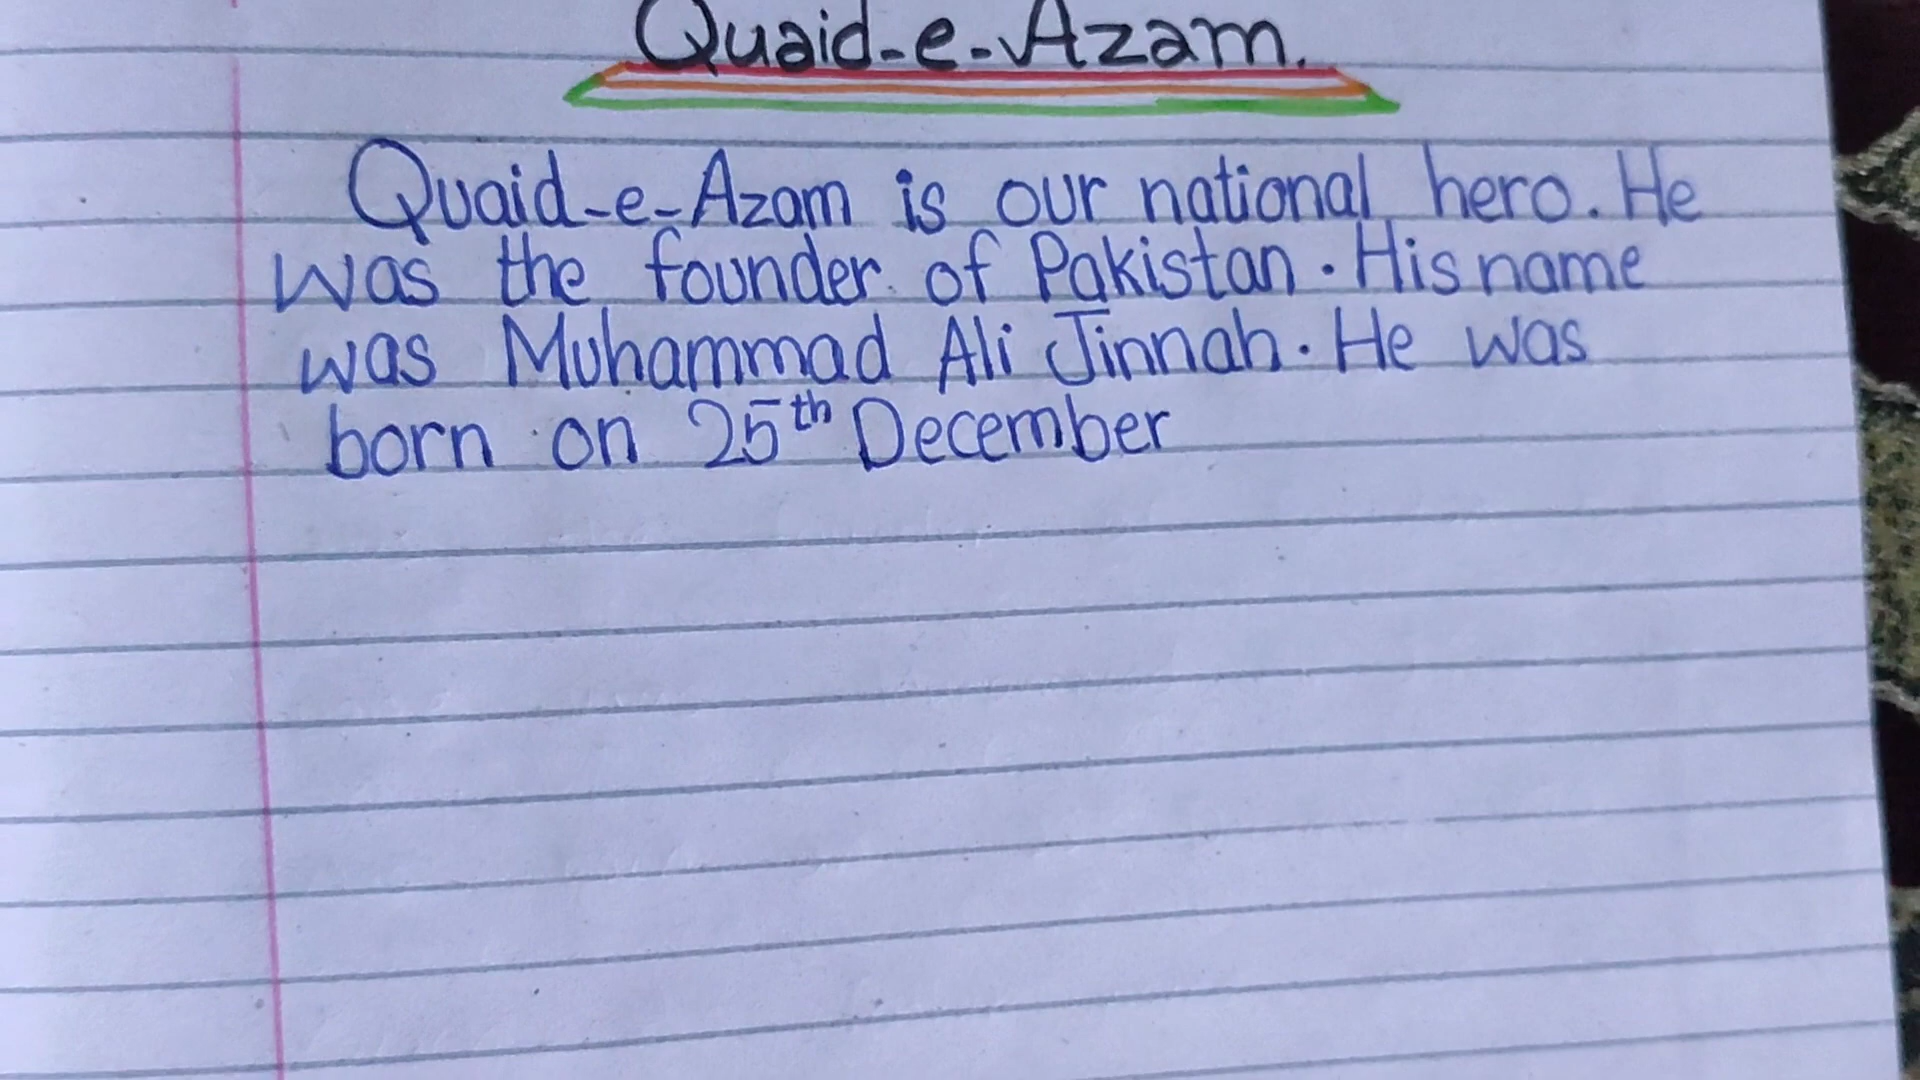 Quaid-e-Azam.
Quaid-e-Azam is our national hero. He
was the founder of Pakistan. His name
was Muhammad Ali Jinnah. He was
born on 25th December